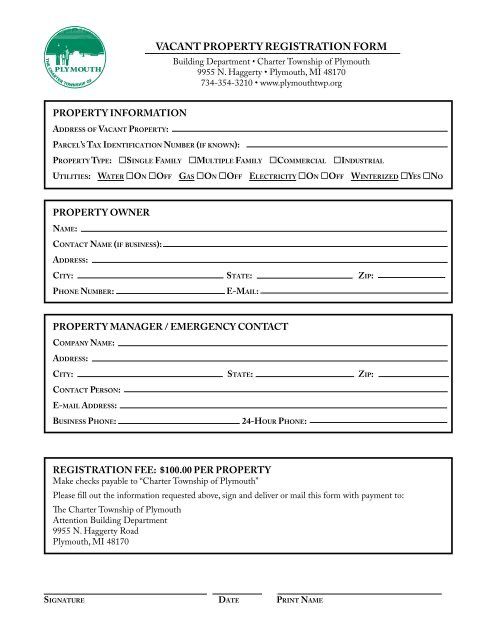 THE CHARTER TOWNSHIP OF
PLYMOUTH
VACANT PROPERTY REGISTRATION FORM
Building Department • Charter Township of Plymouth
9955 N. Haggerty • Plymouth, MI 48170
734-354-3210 • www.plymouthtwp.org
PROPERTY INFORMATION
Address of Vacant Property:
Parcel's Tax Identification Number (if known):
Property Type: ☐Single Family ☐Multiple Family ☐Commercial ☐Industrial
Utilities: Water ☐On ☐Off Gas ☐On ☐Off Electricity ☐On ☐Off Winterized ☐Yes ☐No
PROPERTY OWNER
Name:
Contact Name (if business):
Address:
City: State: Zip:
Phone Number: E-Mail:
PROPERTY MANAGER / EMERGENCY CONTACT
Company Name:
Address:
City: State: Zip:
Contact Person:
E-mail Address:
Business Phone: 24-Hour Phone:
REGISTRATION FEE: $100.00 PER PROPERTY
Make checks payable to "Charter Township of Plymouth"
Please fill out the information requested above, sign and deliver or mail this form with payment to:
The Charter Township of Plymouth
Attention Building Department
9955 N. Haggerty Road
Plymouth, MI 48170
Signature Date Print Name